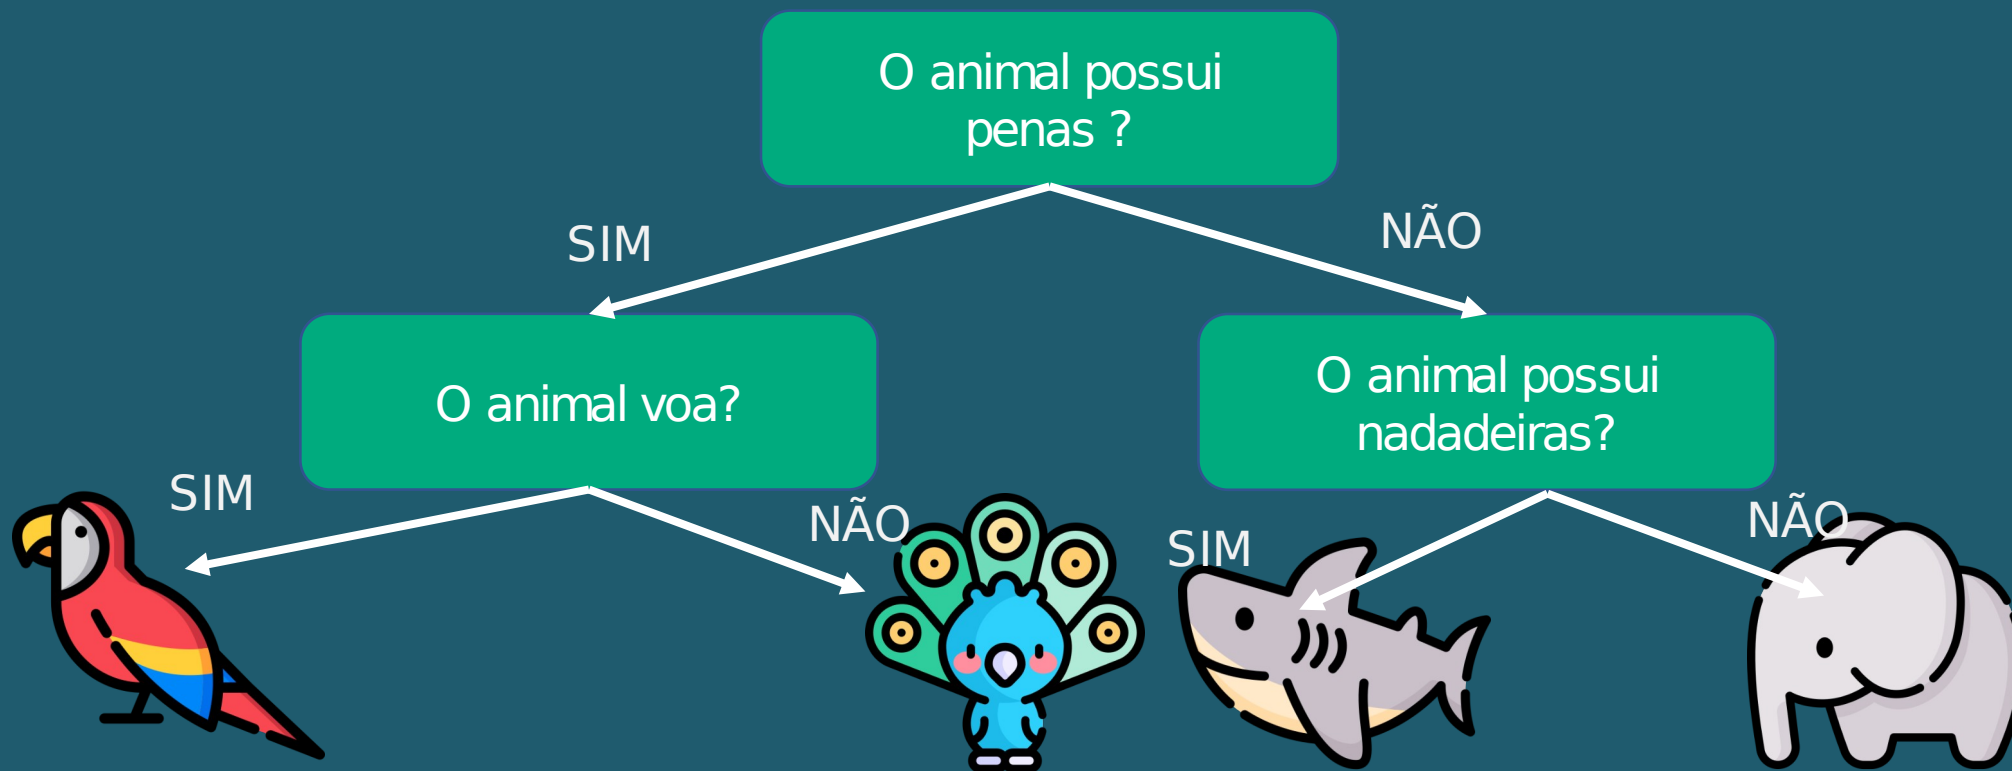 O animal possui
penas ?
SIM
NÃO
O animal voa?
O animal possui
nadadeiras?
SIM
NÃO
SIM
NÃO